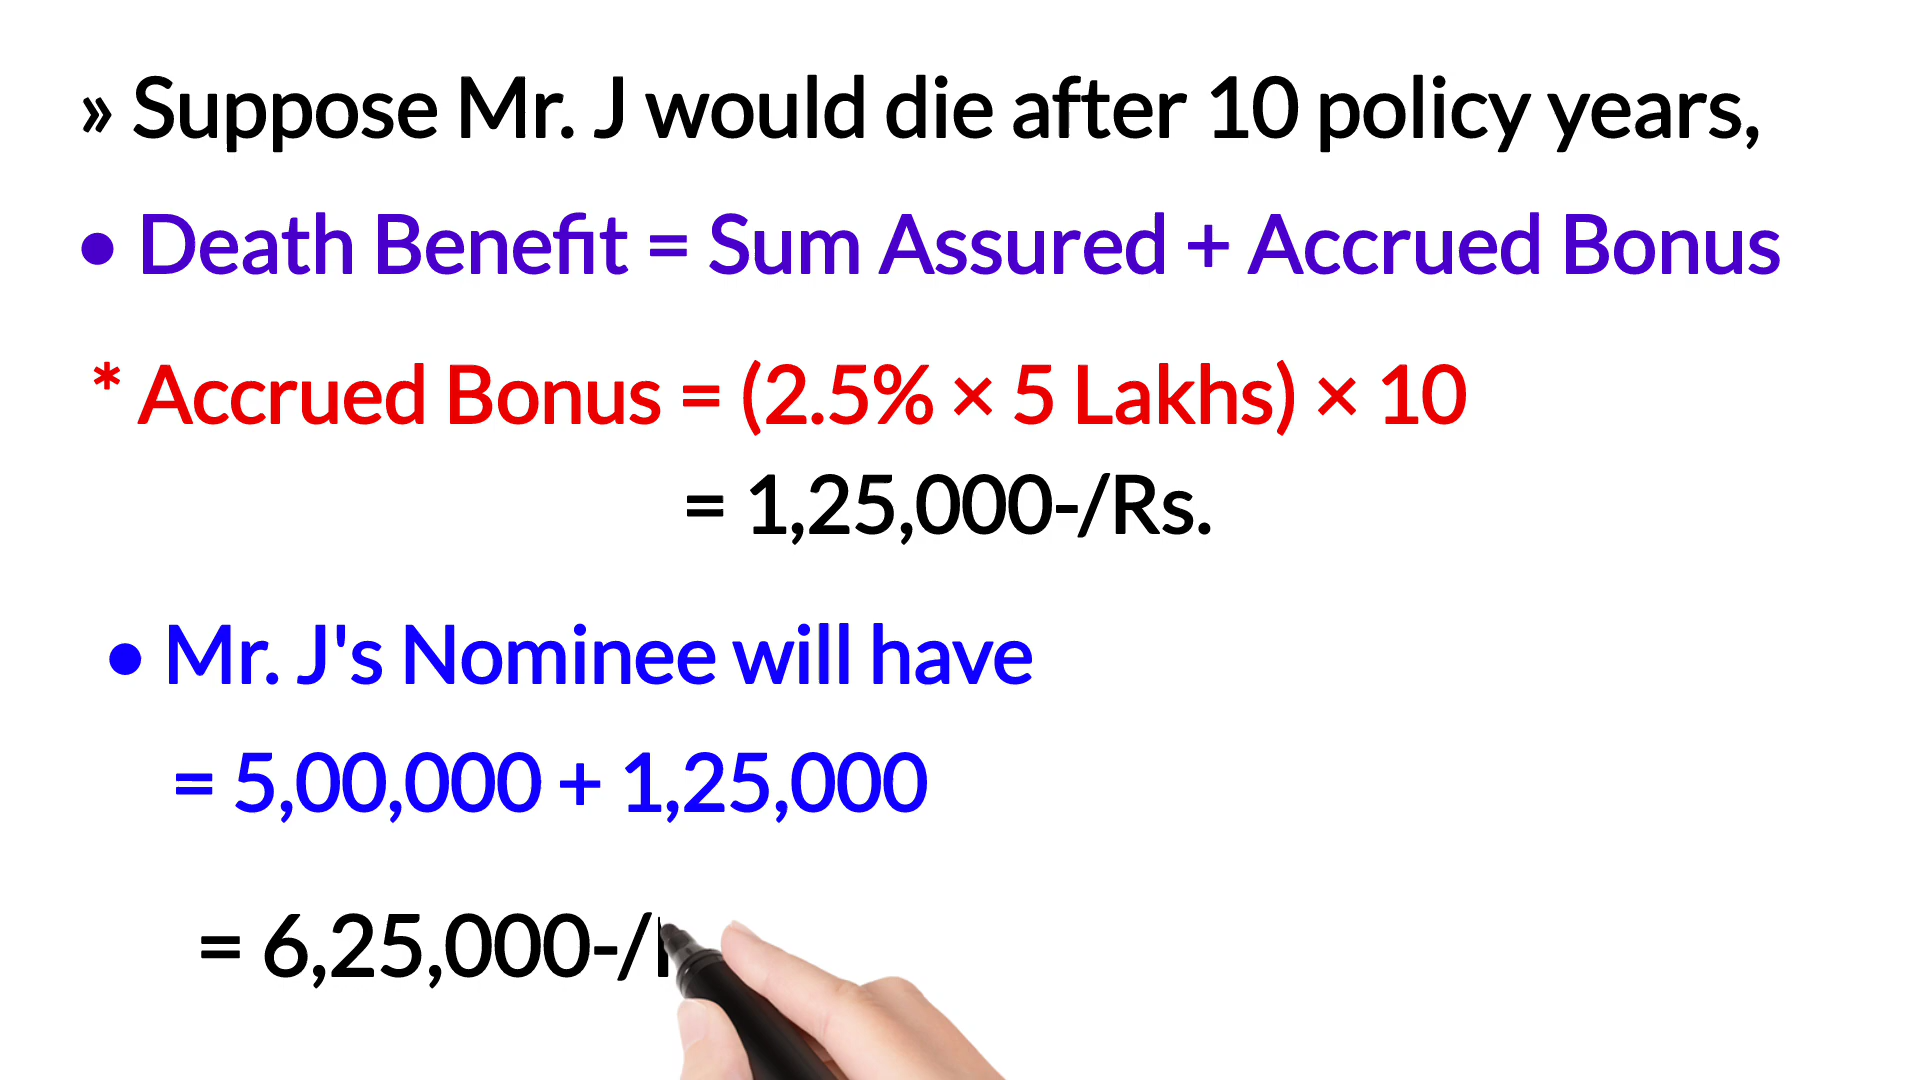 » Suppose Mr. J would die after 10 policy years,
• Death Benefit = Sum Assured + Accrued Bonus
* Accrued Bonus = (2.5% × 5 Lakhs) × 10
= 1,25,000-/Rs.
• Mr. J's Nominee will have
= 5,00,000 + 1,25,000
= 6,25,000-/